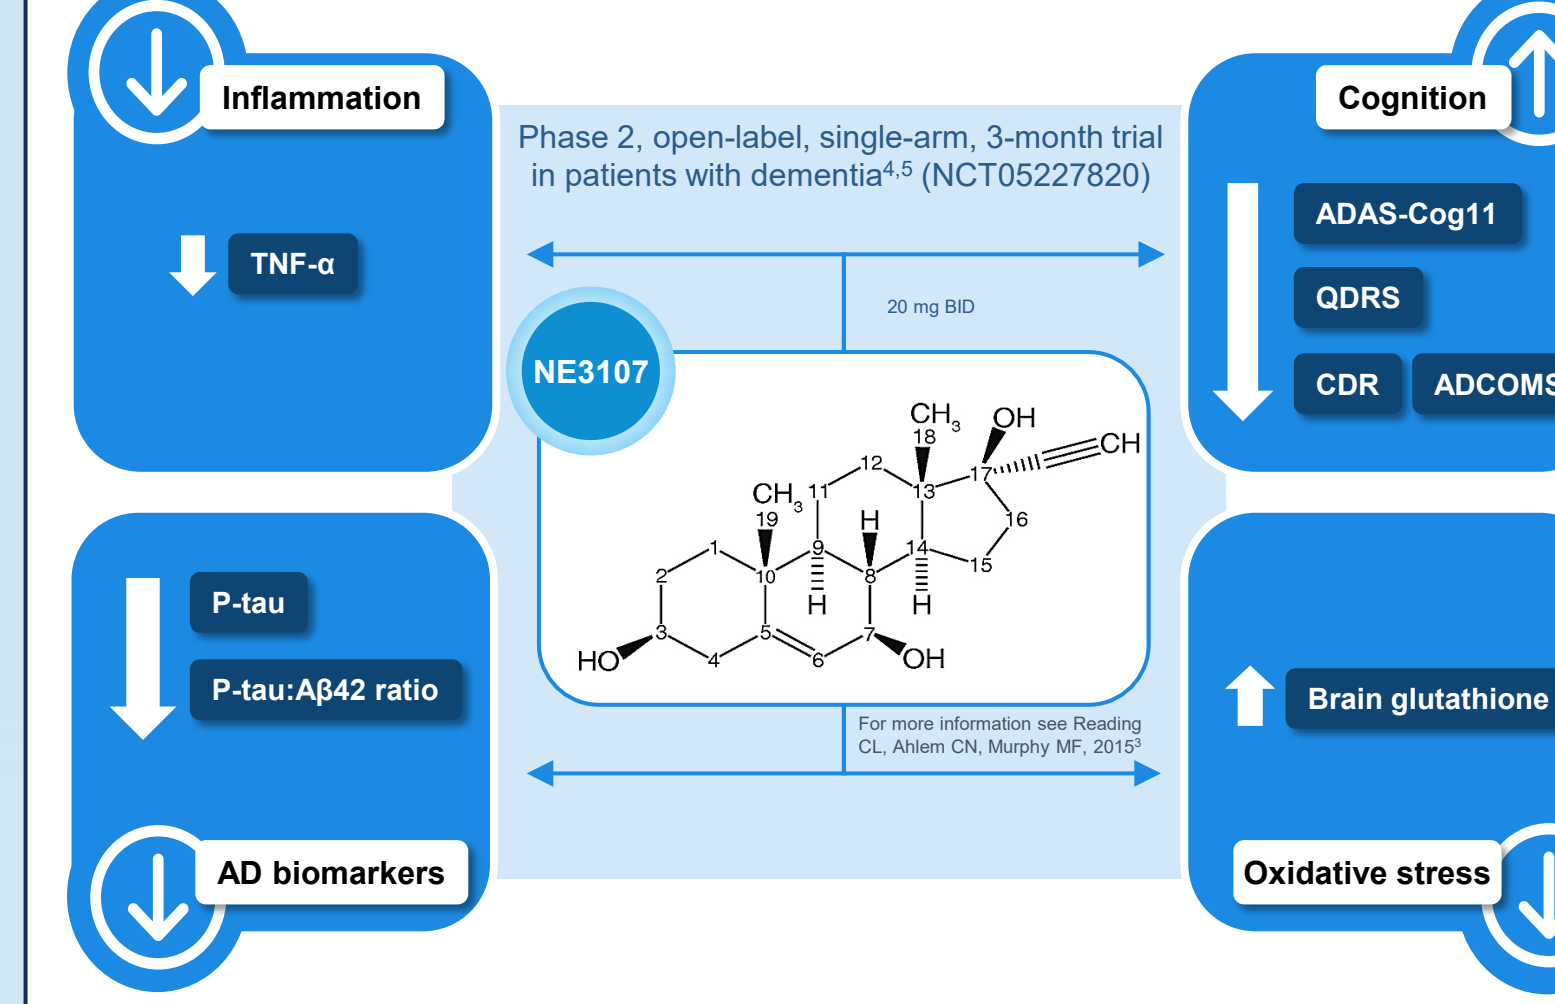 Inflammation
TNF-α
Phase 2, open-label, single-arm, 3-month trial
in patients with dementia4,5 (NCT05227820)
20 mg BID
NE3107
Cognition
ADAS-Cog11
QDRS
CDR
ADCOMS
CH3
18
OH
CH
17
12
13
11
CH3
19
16
H
1
9
14
15
2
10
8
H
H
3
5
7
HO
4
6
OH
For more information see Reading
CL, Ahlem CN, Murphy MF, 20153
P-tau
P-tau:Aβ42 ratio
AD biomarkers
Brain glutathione
Oxidative stress